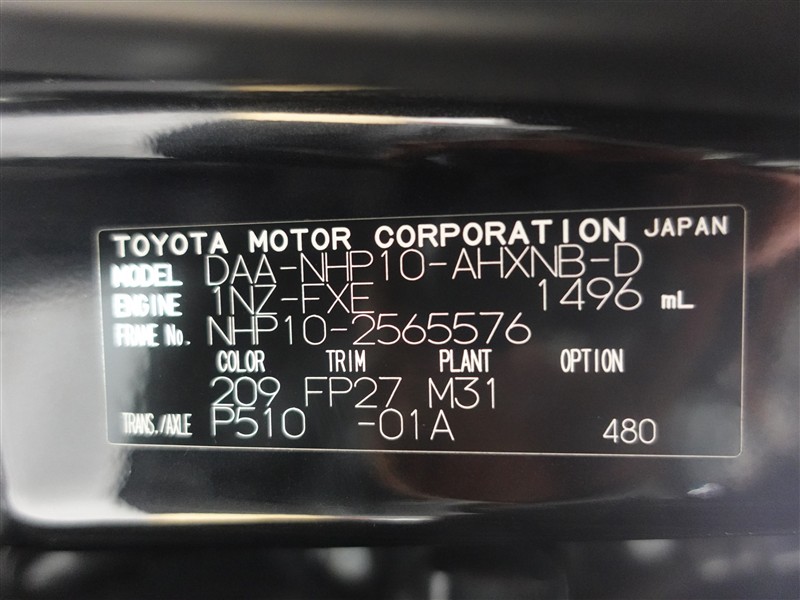 TOYOTA MOTOR CORPORATION JAPAN
MODEL DAA-NHP10-AHXNB-D
ENGINE 1NZ-FXE 1496 mL
FRAME No. NHP10-2565576
COLOR TRIM PLANT OPTION
209 FP27 M31
TRANS./AXLE P510 -01A 480